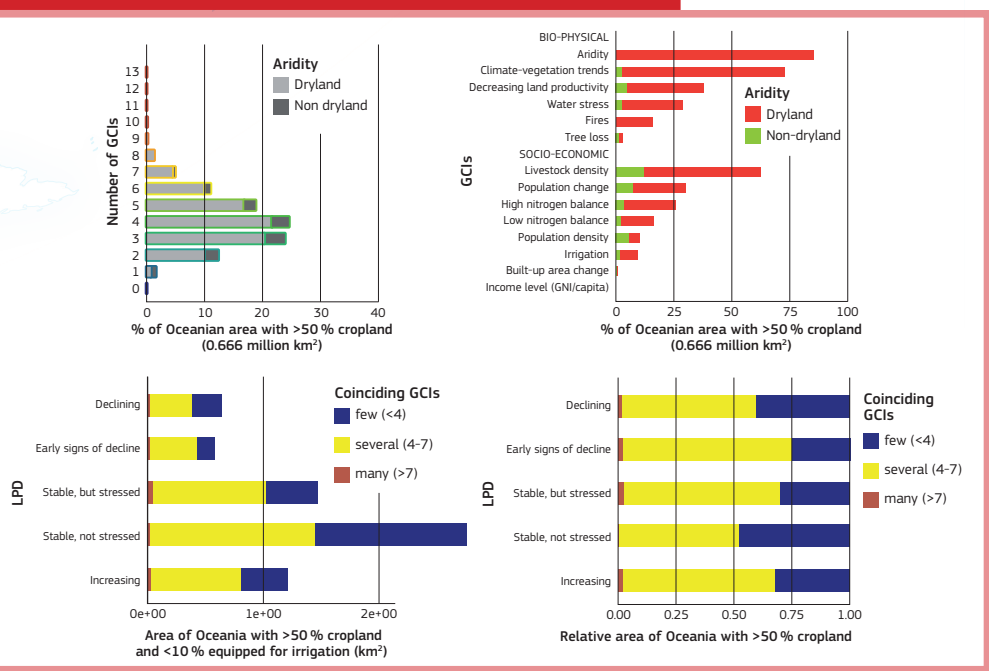 Number of GCIs
13
12
11
10
9
8
7
6
5
4
3
2
1
0
0 10 20 30 40
% of Oceanian area with >50 % cropland
(0.666 million km²)
Aridity
Dryland
Non dryland
GCIs
BIO-PHYSICAL
Aridity
Climate-vegetation trends
Decreasing land productivity
Water stress
Fires
Tree loss
SOCIO-ECONOMIC
Livestock density
Population change
High nitrogen balance
Low nitrogen balance
Population density
Irrigation
Built-up area change
Income level (GNI/capita)
0 25 50 75 100
% of Oceanian area with >50 % cropland
(0.666 million km²)
Aridity
Dryland
Non-dryland
LPD
Declining
Early signs of decline
Stable, but stressed
Stable, not stressed
Increasing
0e+00 1e+00 2e+00
Area of Oceania with >50 % cropland
and <10 % equipped for irrigation (km²)
Coinciding GCIs
few (<4)
several (4-7)
many (>7)
LPD
Declining
Early signs of decline
Stable, but stressed
Stable, not stressed
Increasing
0.00 0.25 0.50 0.75 1.00
Relative area of Oceania with >50 % cropland
Coinciding
GCIs
few (<4)
several (4-7)
many (>7)